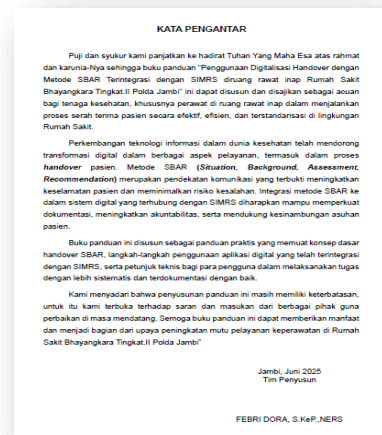 KATA PENGANTAR
Puji dan syukur kami panjatkan ke hadirat Tuhan Yang Maha Esa atas rahmat
dan karunia-Nya sehingga buku panduan "Penggunaan Digitalisasi Handover dengan
Metode SBAR Terintegrasi dengan SIMRS diruang rawat inap Rumah Sakit
Bhayangkara Tingkat.II Polda Jambi" ini dapat disusun dan disajikan sebagai acuan
bagi tenaga kesehatan, khususnya perawat di ruang rawat inap dalam menjalankan
proses serah terima pasien secara efektif, efisien, dan terstandarisasi di lingkungan
Rumah Sakit.
Perkembangan teknologi informasi dalam dunia kesehatan telah mendorong
transformasi digital dalam berbagai aspek pelayanan, termasuk dalam proses
handover pasien. Metode SBAR (Situation, Background, Assessment,
Recommendation) merupakan pendekatan komunikasi yang terbukti meningkatkan
keselamatan pasien dan meminimalkan risiko kesalahan. Integrasi metode SBAR ke
dalam sistem digital yang terhubung dengan SIMRS diharapkan mampu memperkuat
dokumentasi, meningkatkan akuntabilitas, serta mendukung kesinambungan asuhan
pasien.
Buku panduan ini disusun sebagai panduan praktis yang memuat konsep dasar
handover SBAR, langkah-langkah penggunaan aplikasi digital yang telah terintegrasi
dengan SIMRS, serta petunjuk teknis bagi para pengguna dalam melaksanakan tugas
dengan lebih sistematis dan terdokumentasi dengan baik.
Kami menyadari bahwa penyusunan panduan ini masih memiliki keterbatasan,
untuk itu kami terbuka terhadap saran dan masukan dari berbagai pihak guna
perbaikan di masa mendatang. Semoga buku panduan ini dapat memberikan manfaat
dan menjadi bagian dari upaya peningkatan mutu pelayanan keperawatan di Rumah
Sakit Bhayangkara Tingkat.II Polda Jambi"
Jambi, Juni 2025
Tim Penyusun
FEBRI DORA, S.KeP.,NERS